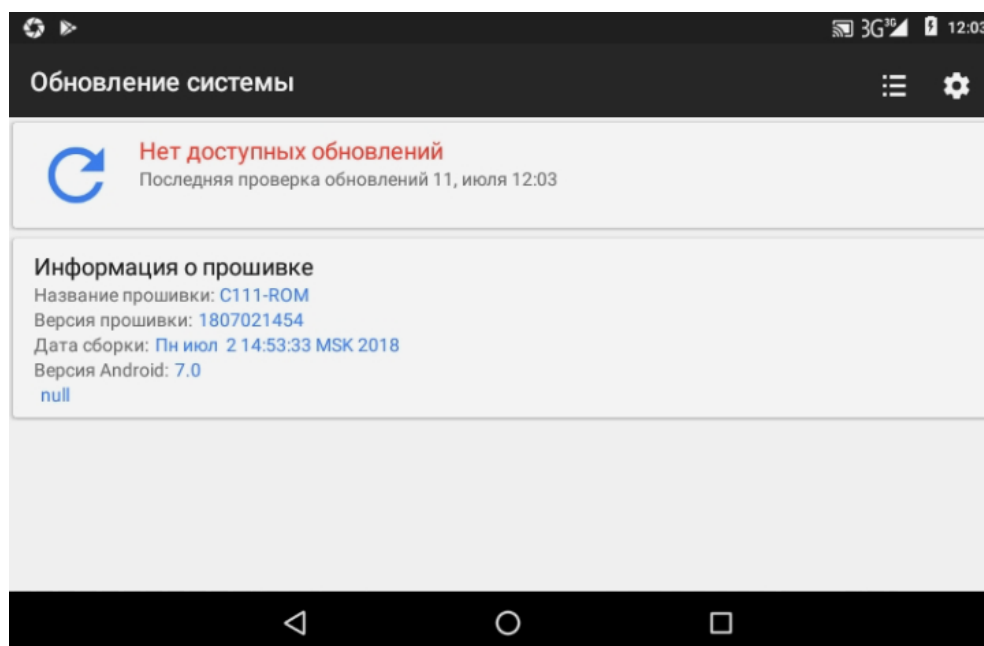 3G 3G 12:03
Обновление системы
Нет доступных обновлений
Последняя проверка обновлений 11, июля 12:03
Информация о прошивке
Название прошивки: C111-ROM
Версия прошивки: 1807021454
Дата сборки: Пн июл 2 14:53:33 MSK 2018
Версия Android: 7.0
null